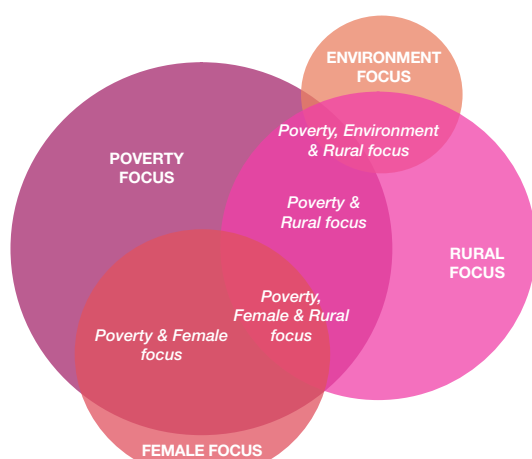 ENVIRONMENT
FOCUS
Poverty, Environment
& Rural focus
POVERTY
FOCUS
Poverty &
Rural focus
RURAL
FOCUS
Poverty,
Female & Rural
focus
Poverty & Female
focus
FEMALE FOCUS